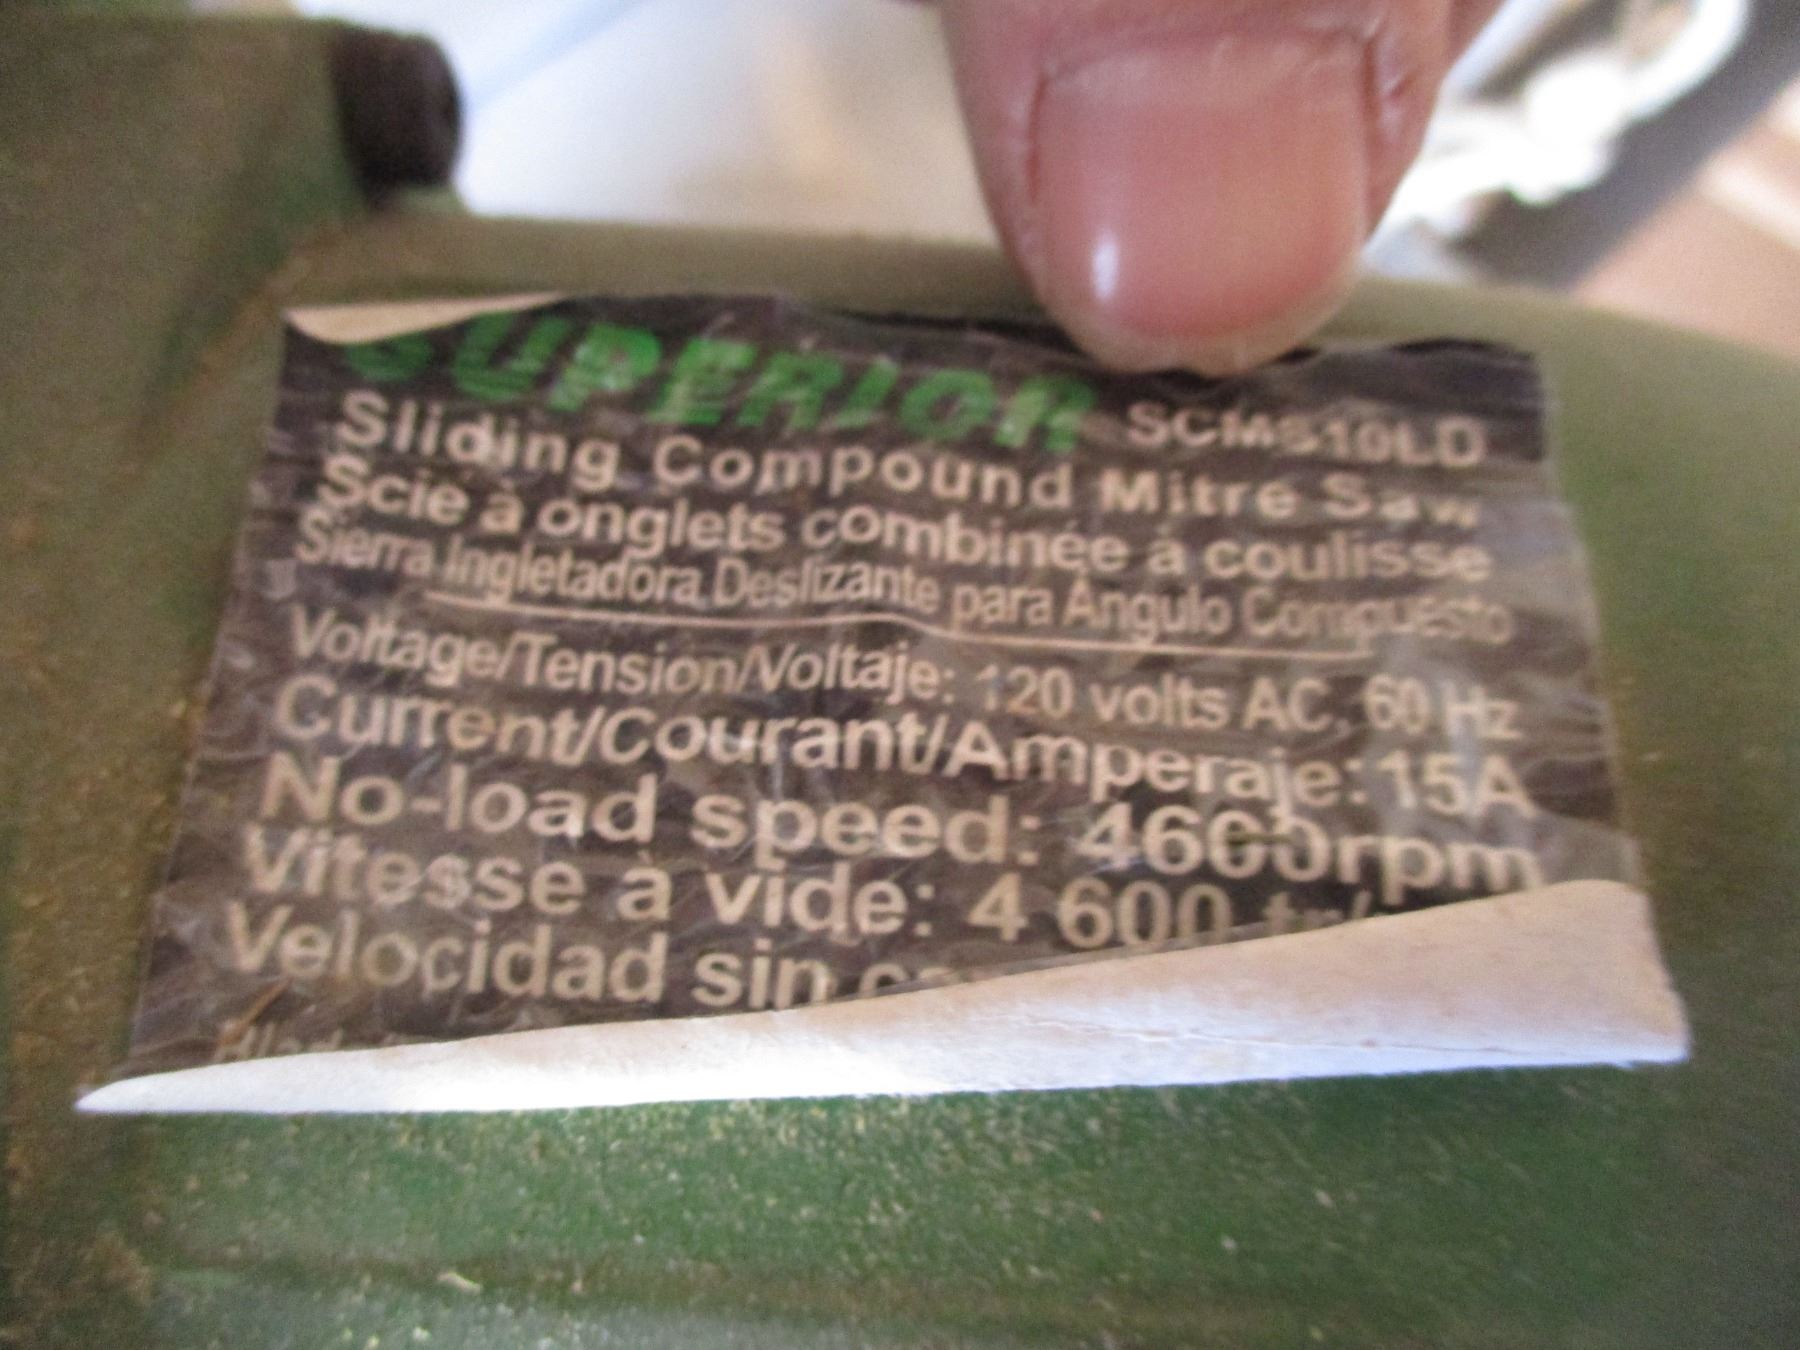 SUPERIOR SCMS10LD
Sliding Compound Mitre Saw
Scie à onglets combinée à coulisse
Sierra Ingletadora Deslizante para Ángulo Compuesto
Voltage/Tension/Voltaje: 120 volts AC, 60 Hz
Current/Courant/Amperaje: 15A
No-load speed: 4600rpm
Vitesse à vide: 4 600
Velocidad sin